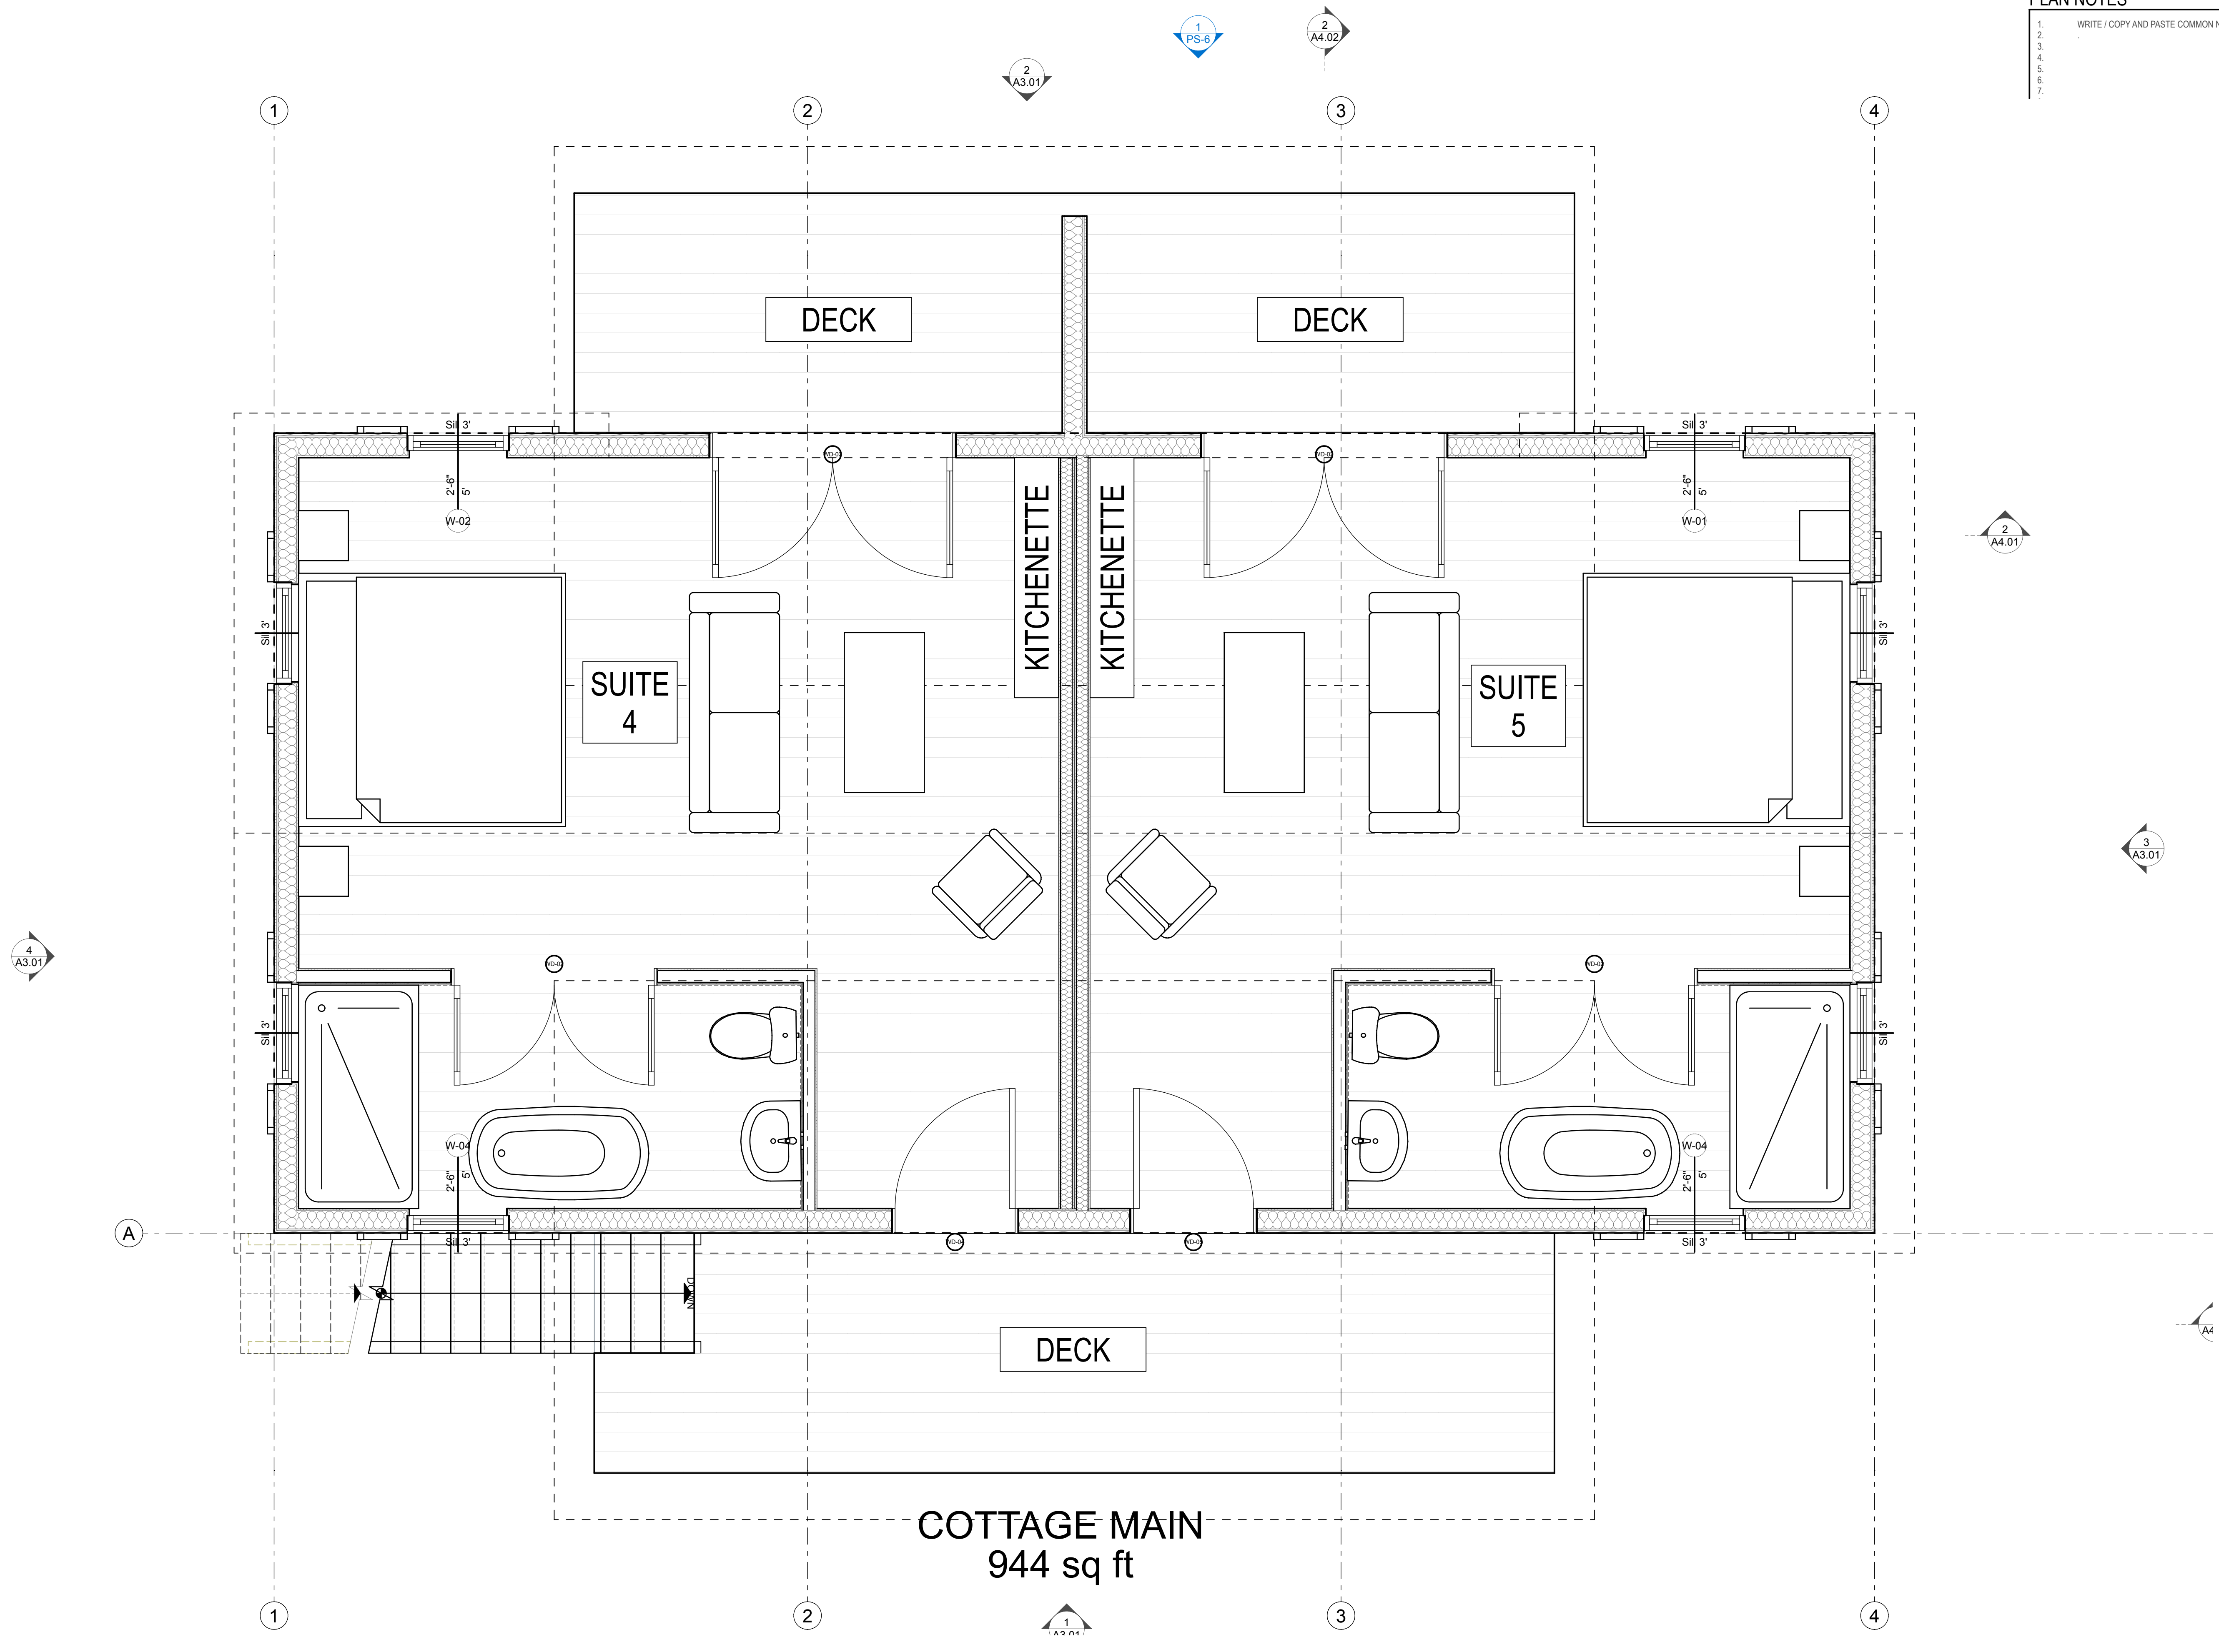 PLAN NOTES
1. WRITE / COPY AND PASTE COMMON N
2. .
3.
4.
5.
6.
7.
1
PS-6
2
A4.02
2
A3.01
1
2
3
4
DECK
DECK
Sill 3'
Sill 3'
2'-6"
5'
W-02
2'-6"
5'
W-01
KITCHENETTE
KITCHENETTE
2
A4.01
Sill 3'
Sill 3'
SUITE
4
SUITE
5
3
A3.01
4
A3.01
WD-02
Sill 3'
Sill 3'
W-04
2'-6"
5'
W-04
2'-6"
5'
A
Sill 3'
Sill 3'
DOWN
DECK
COTTAGE MAIN
944 sq ft
1
2
3
4
1
A3.01